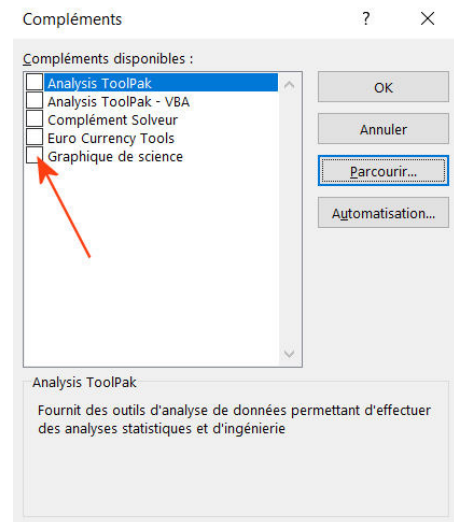 Compléments ?
Compléments disponibles :
Analysis ToolPak
Analysis ToolPak - VBA
Complément Solveur
Euro Currency Tools
Graphique de science
OK
Annuler
Parcourir...
Automatisation...
Analysis ToolPak
Fournit des outils d'analyse de données permettant d'effectuer
des analyses statistiques et d'ingénierie